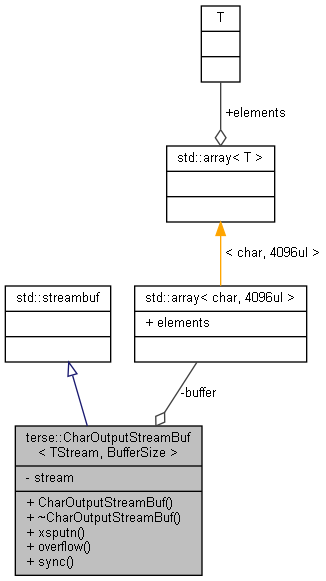 T
+elements
std::array< T >
< char, 4096ul >
std::streambuf
std::array< char, 4096ul >
+ elements
-buffer
terse::CharOutputStreamBuf
< TStream, BufferSize >
- stream
+ CharOutputStreamBuf()
+ ~CharOutputStreamBuf()
+ xsputn()
+ overflow()
+ sync()